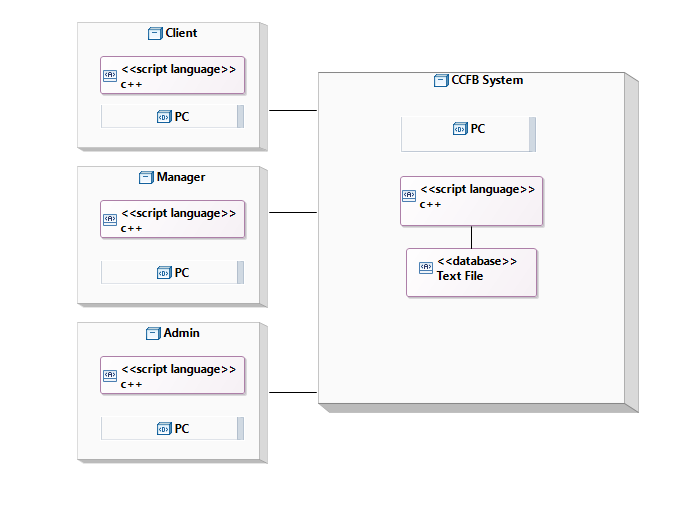 Client
<<script language>>
c++
PC
Manager
<<script language>>
c++
PC
Admin
<<script language>>
c++
PC
CCFB System
PC
<<script language>>
c++
<<database>>
Text File